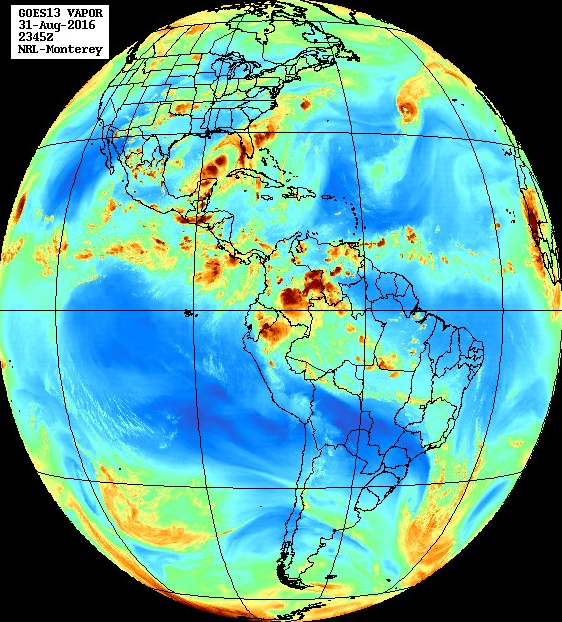 GOES13 VAPOR
31-Aug-2016
2345Z
NRL-Monterey